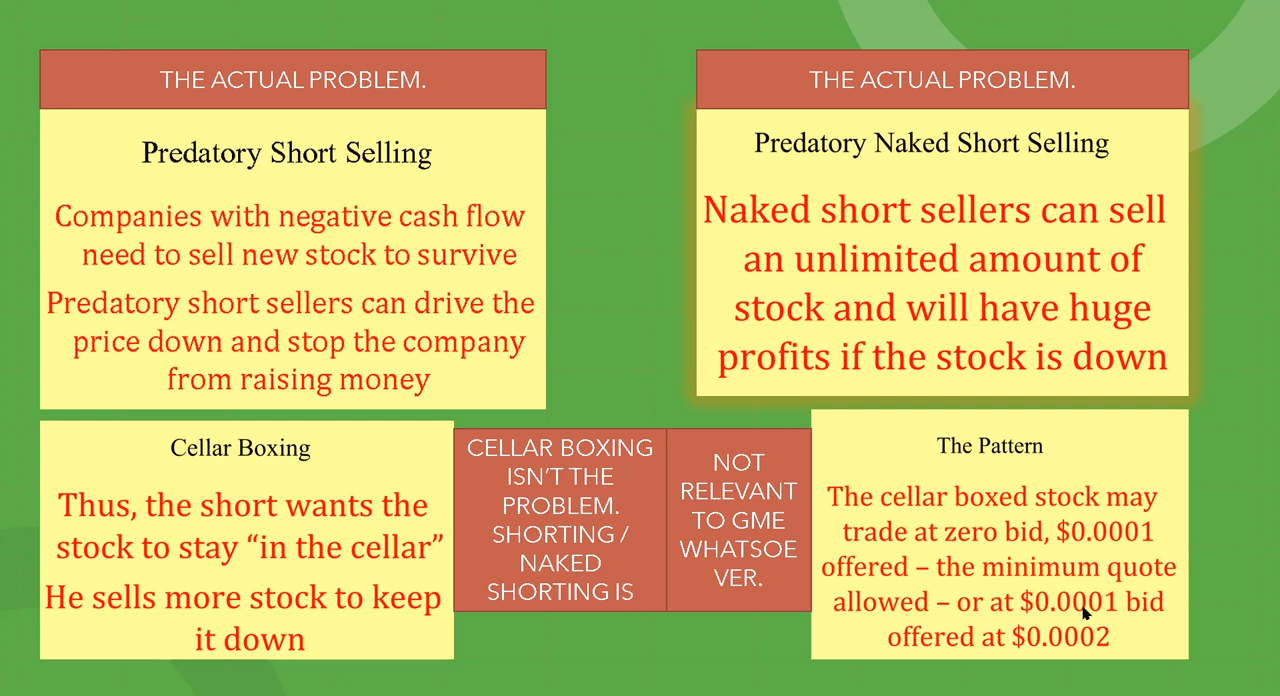 THE ACTUAL PROBLEM.
Predatory Short Selling
Companies with negative cash flow
need to sell new stock to survive
Predatory short sellers can drive the
price down and stop the company
from raising money
THE ACTUAL PROBLEM.
Predatory Naked Short Selling
Naked short sellers can sell
an unlimited amount of
stock and will have huge
profits if the stock is down
Cellar Boxing
Thus, the short wants the
stock to stay “in the cellar”
He sells more stock to keep
it down
CELLAR BOXING
ISN’T THE
PROBLEM.
SHORTING /
NAKED
SHORTING IS
NOT
RELEVANT
TO GME
WHATSOE
VER.
The Pattern
The cellar boxed stock may
trade at zero bid, $0.0001
offered – the minimum quote
allowed – or at $0.0001 bid
offered at $0.0002